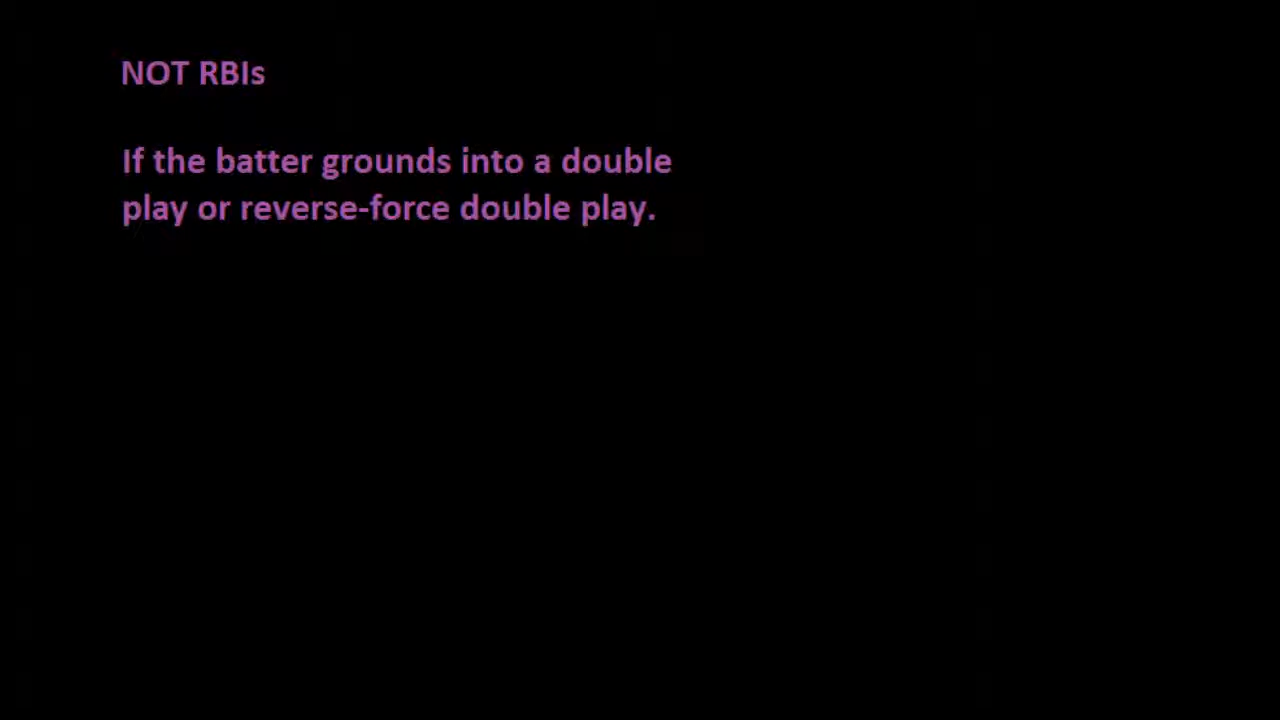 NOT RBIs
If the batter grounds into a double
play or reverse-force double play.